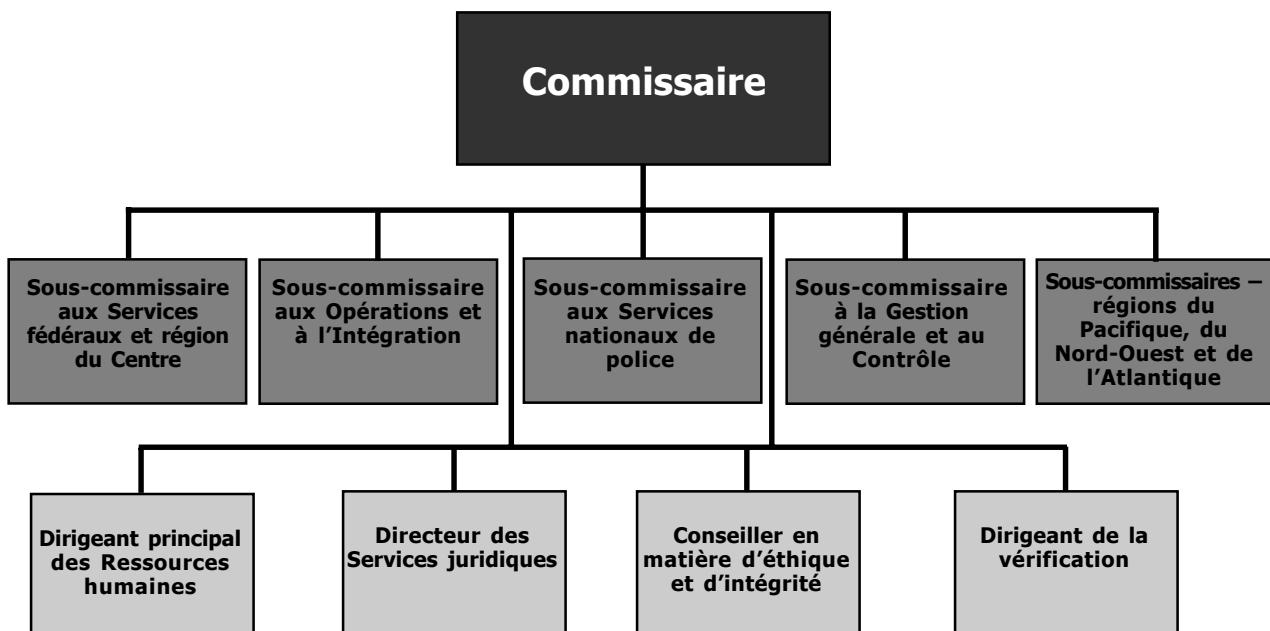 Commissaire
Sous-commissaire
aux Services
fédéraux et région
du Centre
Sous-commissaire
aux Opérations et
à l’Intégration
Sous-commissaire
aux Services
nationaux de
police
Sous-commissaire
à la Gestion
générale et au
Contrôle
Sous-commissaires –
régions du
Pacifique, du
Nord-Ouest et de
l’Atlantique
Dirigeant principal
des Ressources
humaines
Directeur des
Services juridiques
Conseiller en
matière d’éthique
et d’intégrité
Dirigeant de la
vérification